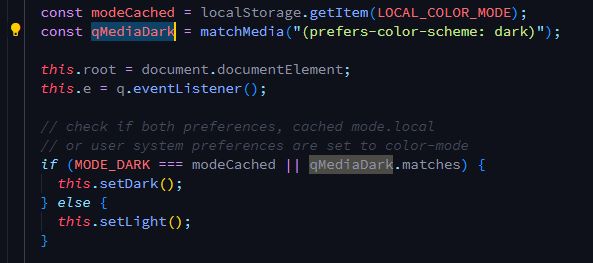 const modeCached = localStorage.getItem(LOCAL_COLOR_MODE);
const qMediaDark = matchMedia("(prefers-color-scheme: dark)");
this.root = document.documentElement;
this.e = q.eventListener();
// check if both preferences, cached mode.local
// or user system preferences are set to color-mode
if (MODE_DARK === modeCached || qMediaDark.matches) {
this.setDark();
} else {
this.setLight();
}